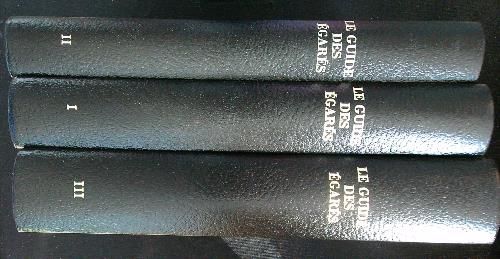 LE GUIDE
DES
ÉGARÉS
II
LE GUIDE
DES
ÉGARÉS
I
LE GUIDE
DES
ÉGARÉS
III